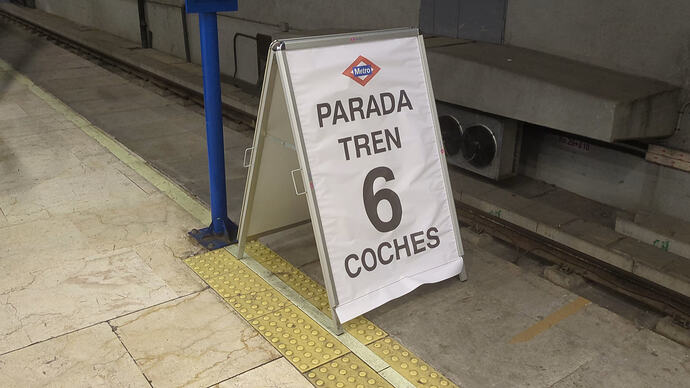 Metro
PARADA
TREN
6
COCHES